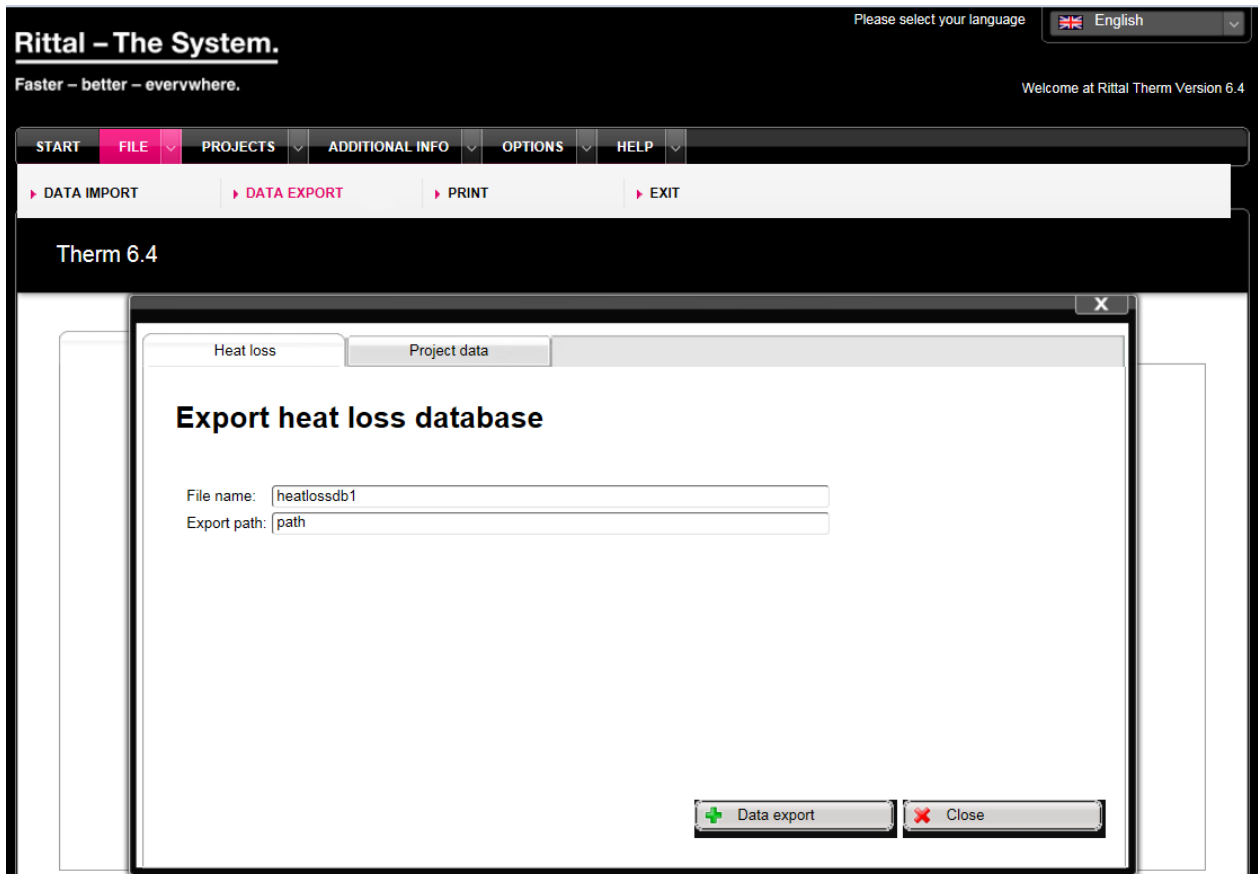 Please select your language
English
Rittal – The System.
Faster – better – everywhere.
Welcome at Rittal Therm Version 6.4
START FILE PROJECTS ADDITIONAL INFO OPTIONS HELP
DATA IMPORT DATA EXPORT PRINT EXIT
Therm 6.4
X
Heat loss Project data
Export heat loss database
File name: heatlossdb1
Export path: path
Data export Close